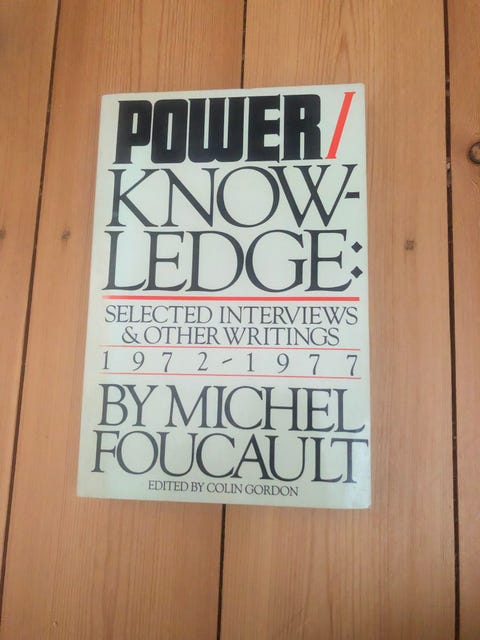 POWER/
KNOW-
LEDGE:
SELECTED INTERVIEWS
& OTHER WRITINGS
1972-1977
BY MICHEL
FOUCAULT
EDITED BY COLIN GORDON